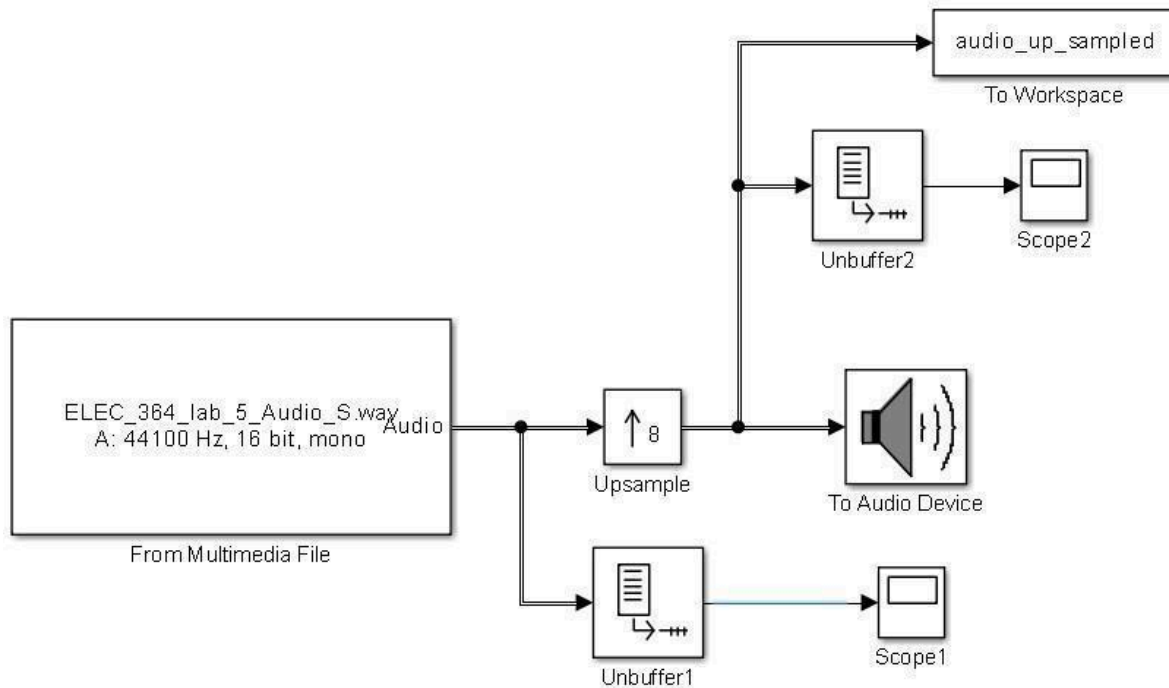 audio_up_sampled
To Workspace
Unbuffer2
Scope2
ELEC_364_lab_5_Audio_S.wav
A: 44100 Hz, 16 bit, mono
Audio
8
Upsample
To Audio Device
From Multimedia File
Unbuffer1
Scope1